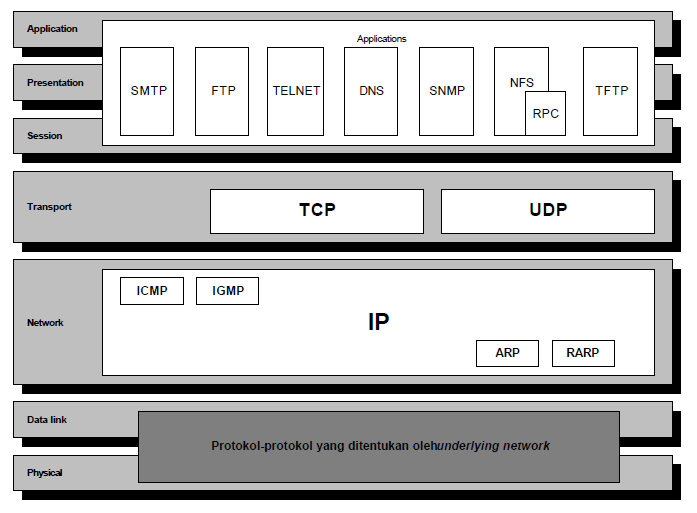 Application
Applications
SMTP FTP TELNET DNS SNMP NFS RPC TFTP
Presentation
Session
Transport
TCP UDP
ICMP IGMP
Network
IP
ARP RARP
Data link
Protokol-protokol yang ditentukan olehunderlying network
Physical